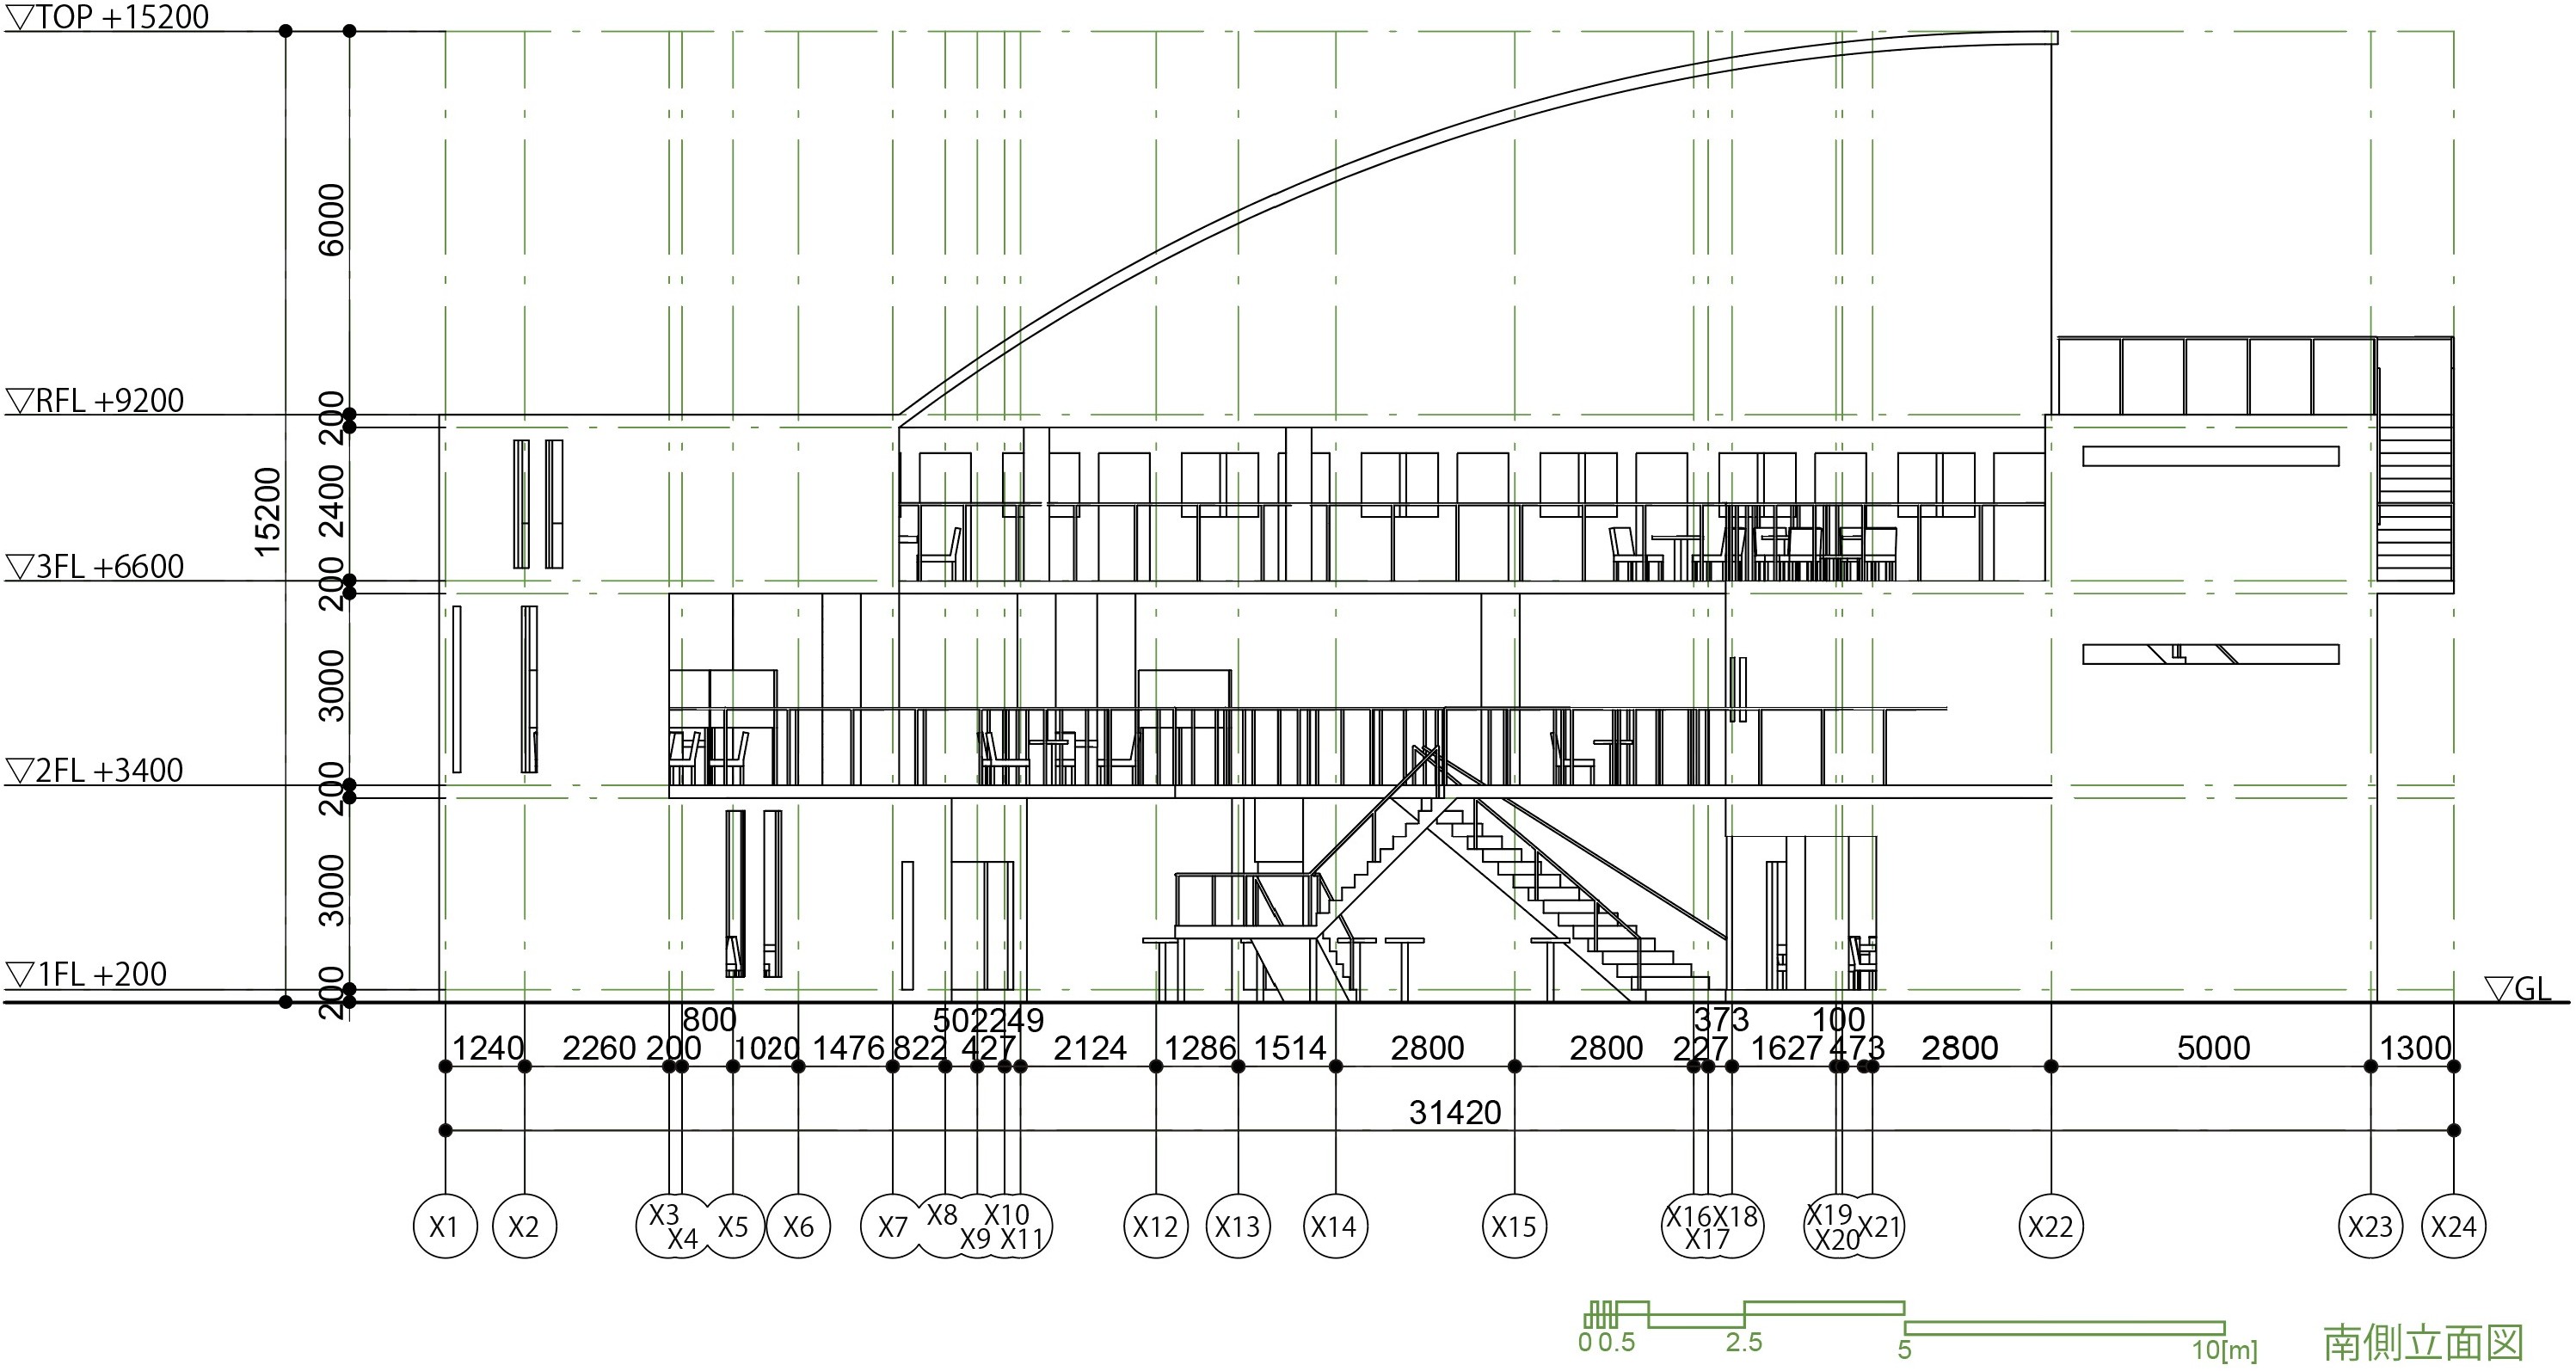 ▽TOP +15200
6000
▽RFL +9200
200
2400
15200
▽3FL +6600
200
3000
▽2FL +3400
200
3000
▽1FL +200
200
▽GL
800 502 249 373 100
1240 2260 200 1020 1476 822 427 2124 1286 1514 2800 2800 227 1627 473 2800 5000 1300
31420
X1 X2 X3 X4 X5 X6 X7 X8 X9 X10 X11 X12 X13 X14 X15 X16 X17 X18 X19 X20 X21 X22 X23 X24
0 0.5 2.5 5 10[m]
南側立面図